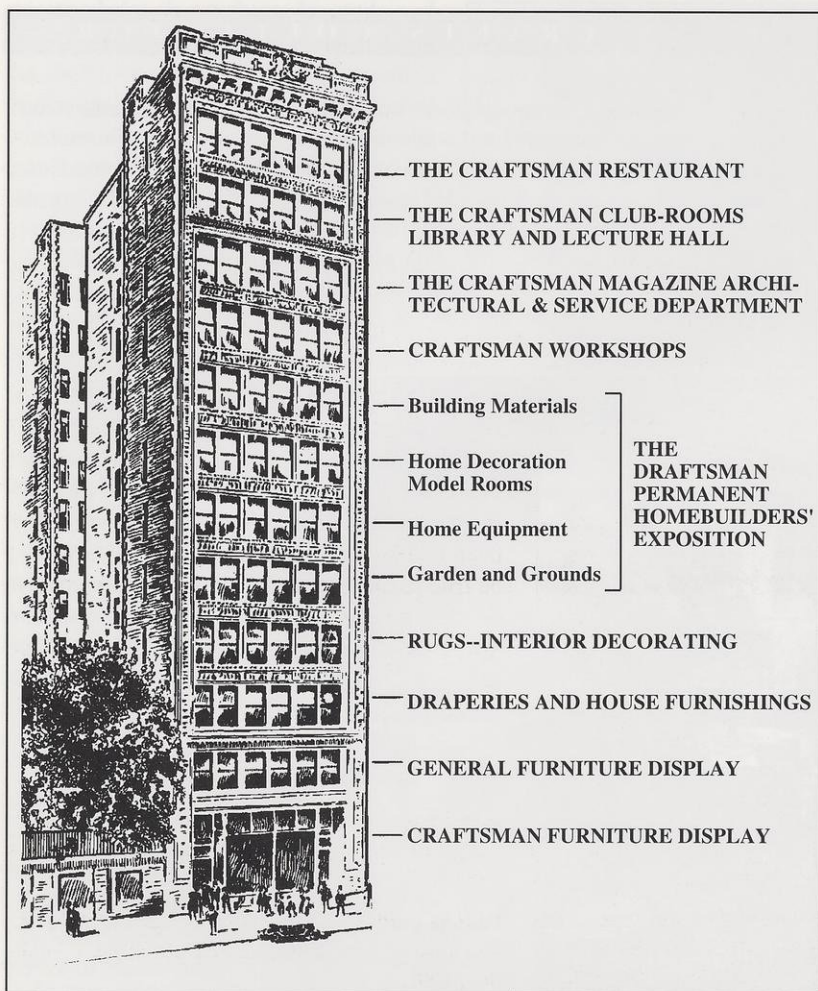 THE CRAFTSMAN RESTAURANT
THE CRAFTSMAN CLUB-ROOMS
LIBRARY AND LECTURE HALL
THE CRAFTSMAN MAGAZINE ARCHI-
TECTURAL & SERVICE DEPARTMENT
CRAFTSMAN WORKSHOPS
Building Materials
Home Decoration
Model Rooms
Home Equipment
Garden and Grounds
THE
DRAFTSMAN
PERMANENT
HOMEBUILDERS'
EXPOSITION
RUGS--INTERIOR DECORATING
DRAPERIES AND HOUSE FURNISHINGS
GENERAL FURNITURE DISPLAY
CRAFTSMAN FURNITURE DISPLAY